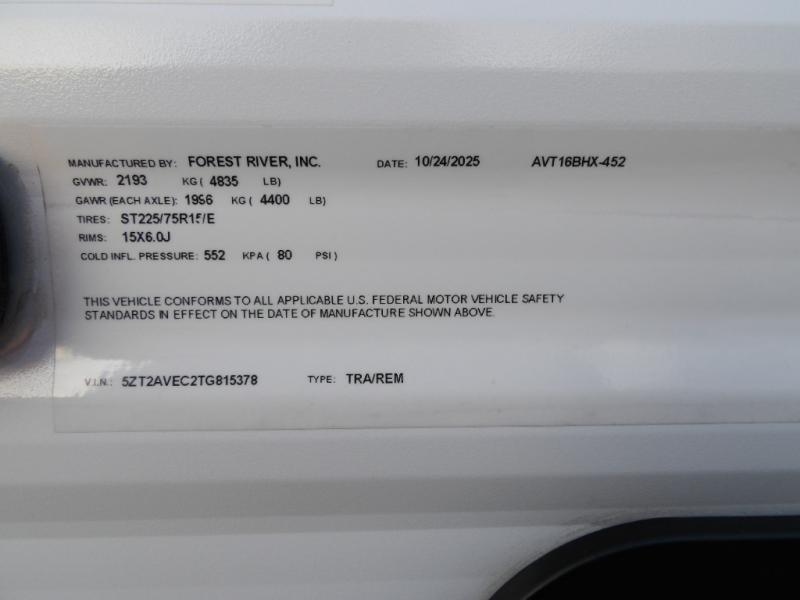 MANUFACTURED BY: FOREST RIVER, INC. DATE: 10/24/2025 AVT16BHX-452
GVWR: 2193 KG ( 4835 LB)
GAWR (EACH AXLE): 1996 KG ( 4400 LB)
TIRES: ST225/75R15/E
RIMS: 15X6.0J
COLD INFL. PRESSURE: 552 KPA ( 80 PSI )
THIS VEHICLE CONFORMS TO ALL APPLICABLE U.S. FEDERAL MOTOR VEHICLE SAFETY
STANDARDS IN EFFECT ON THE DATE OF MANUFACTURE SHOWN ABOVE.
V.I.N.: 5ZT2AVEC2TG815378 TYPE: TRA/REM